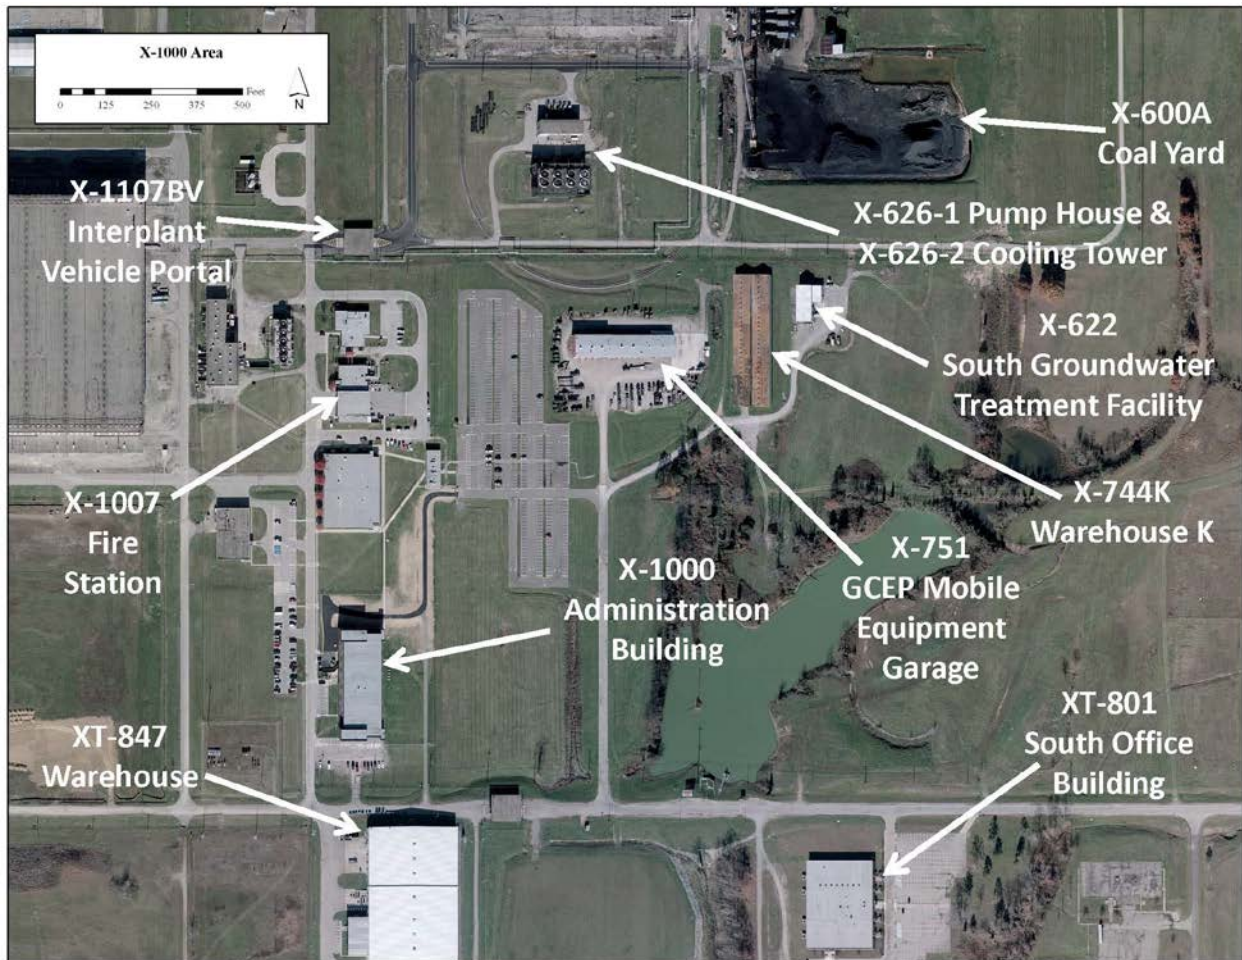 X-1000 Area
Feet
0 125 250 375 500
N
X-600A
Coal Yard
X-1107BV
Interplant
Vehicle Portal
X-626-1 Pump House &
X-626-2 Cooling Tower
X-622
South Groundwater
Treatment Facility
X-1007
Fire
Station
X-744K
Warehouse K
X-751
GCEP Mobile
Equipment
Garage
X-1000
Administration
Building
XT-847
Warehouse
XT-801
South Office
Building